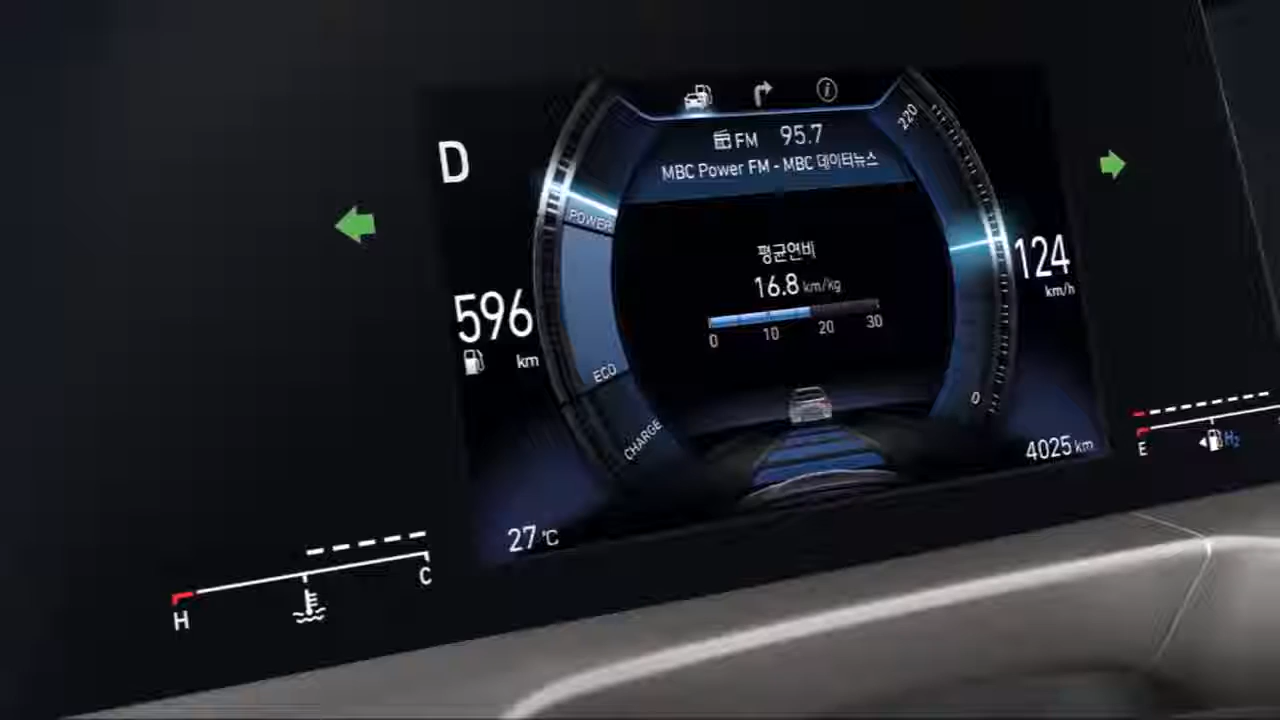 FM 95.7
MBC Power FM - MBC 데이터뉴스
220
D
POWER
평균연비
16.8 km/kg
0 10 20 30
124
km/h
596
km
ECO
CHARGE
0
4025 km
27 °C
H C
E H₂